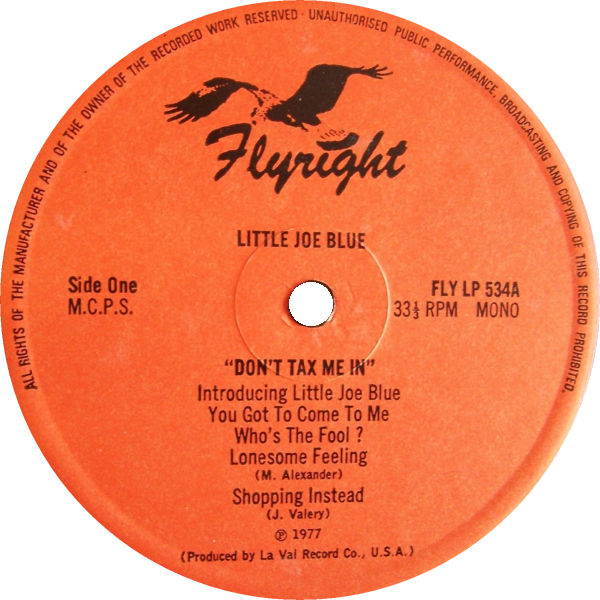 ALL RIGHTS OF THE MANUFACTURER AND OF THE OWNER OF THE RECORDED WORK RESERVED · UNAUTHORISED PUBLIC PERFORMANCE, BROADCASTING AND COPYING OF THIS RECORD PROHIBITED.
Flyright
LITTLE JOE BLUE
Side One
M.C.P.S.
FLY LP 534A
33⅓ RPM MONO
"DON'T TAX ME IN"
Introducing Little Joe Blue
You Got To Come To Me
Who's The Fool ?
Lonesome Feeling
(M. Alexander)
Shopping Instead
(J. Valery)
℗ 1977
(Produced by La Val Record Co., U.S.A.)